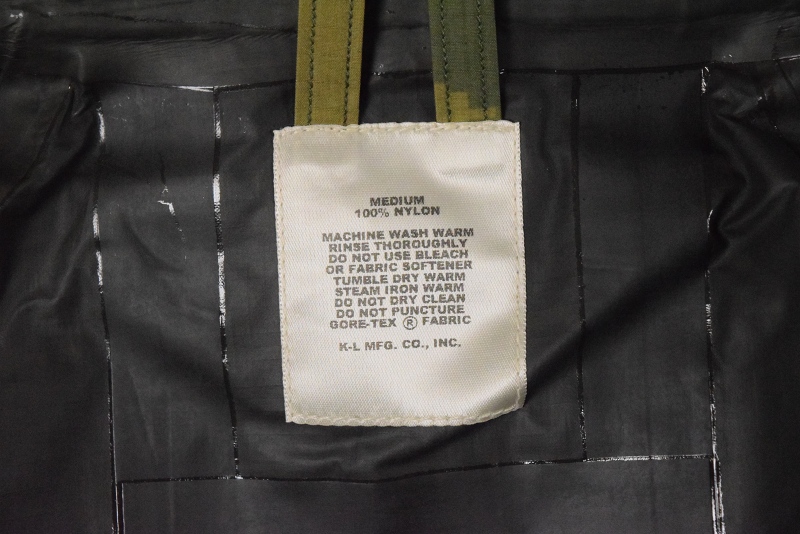 MEDIUM
100% NYLON
MACHINE WASH WARM
RINSE THOROUGHLY
DO NOT USE BLEACH
OR FABRIC SOFTENER
TUMBLE DRY WARM
STEAM IRON WARM
DO NOT DRY CLEAN
DO NOT PUNCTURE
GORE-TEX ® FABRIC
K-L MFG. CO., INC.